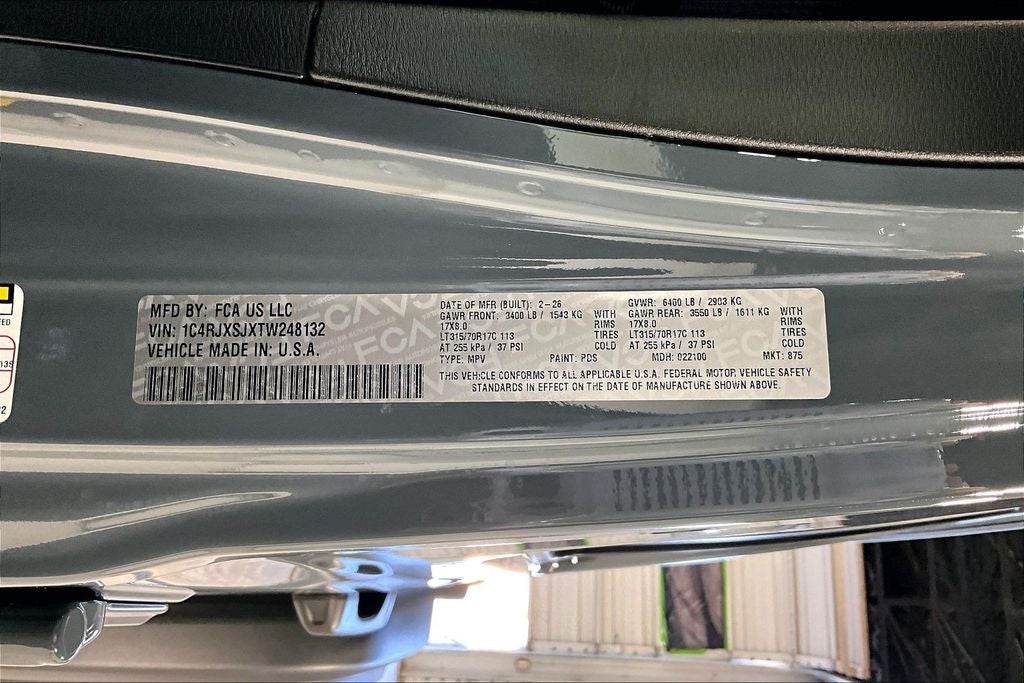 MFD BY: FCA US LLC
VIN: 1C4RJXSJXTW248132
VEHICLE MADE IN: U.S.A.
DATE OF MFR (BUILT): 2-26
GAWR FRONT: 3400 LB / 1543 KG WITH
17X8.0 RIMS
LT315/70R17C 113 TIRES
AT 255 kPa / 37 PSI COLD
TYPE: MPV PAINT: PDS
GVWR: 6400 LB / 2903 KG
GAWR REAR: 3550 LB / 1611 KG WITH
17X8.0 RIMS
LT315/70R17C 113 TIRES
AT 255 kPa / 37 PSI COLD
MDH: 022100 MKT: 875
THIS VEHICLE CONFORMS TO ALL APPLICABLE U.S.A. FEDERAL MOTOR VEHICLE SAFETY
STANDARDS IN EFFECT ON THE DATE OF MANUFACTURE SHOWN ABOVE.